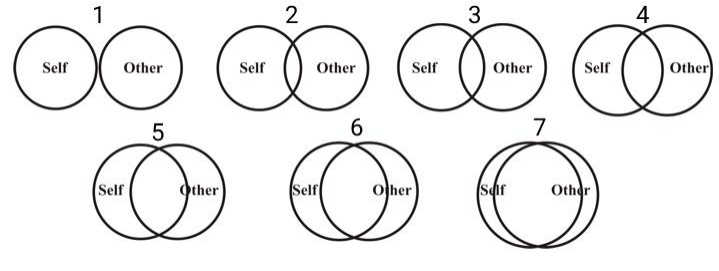 1 2 3 4
Self Other Self Other Self Other Self Other
5 6 7
Self Other Self Other Self Other